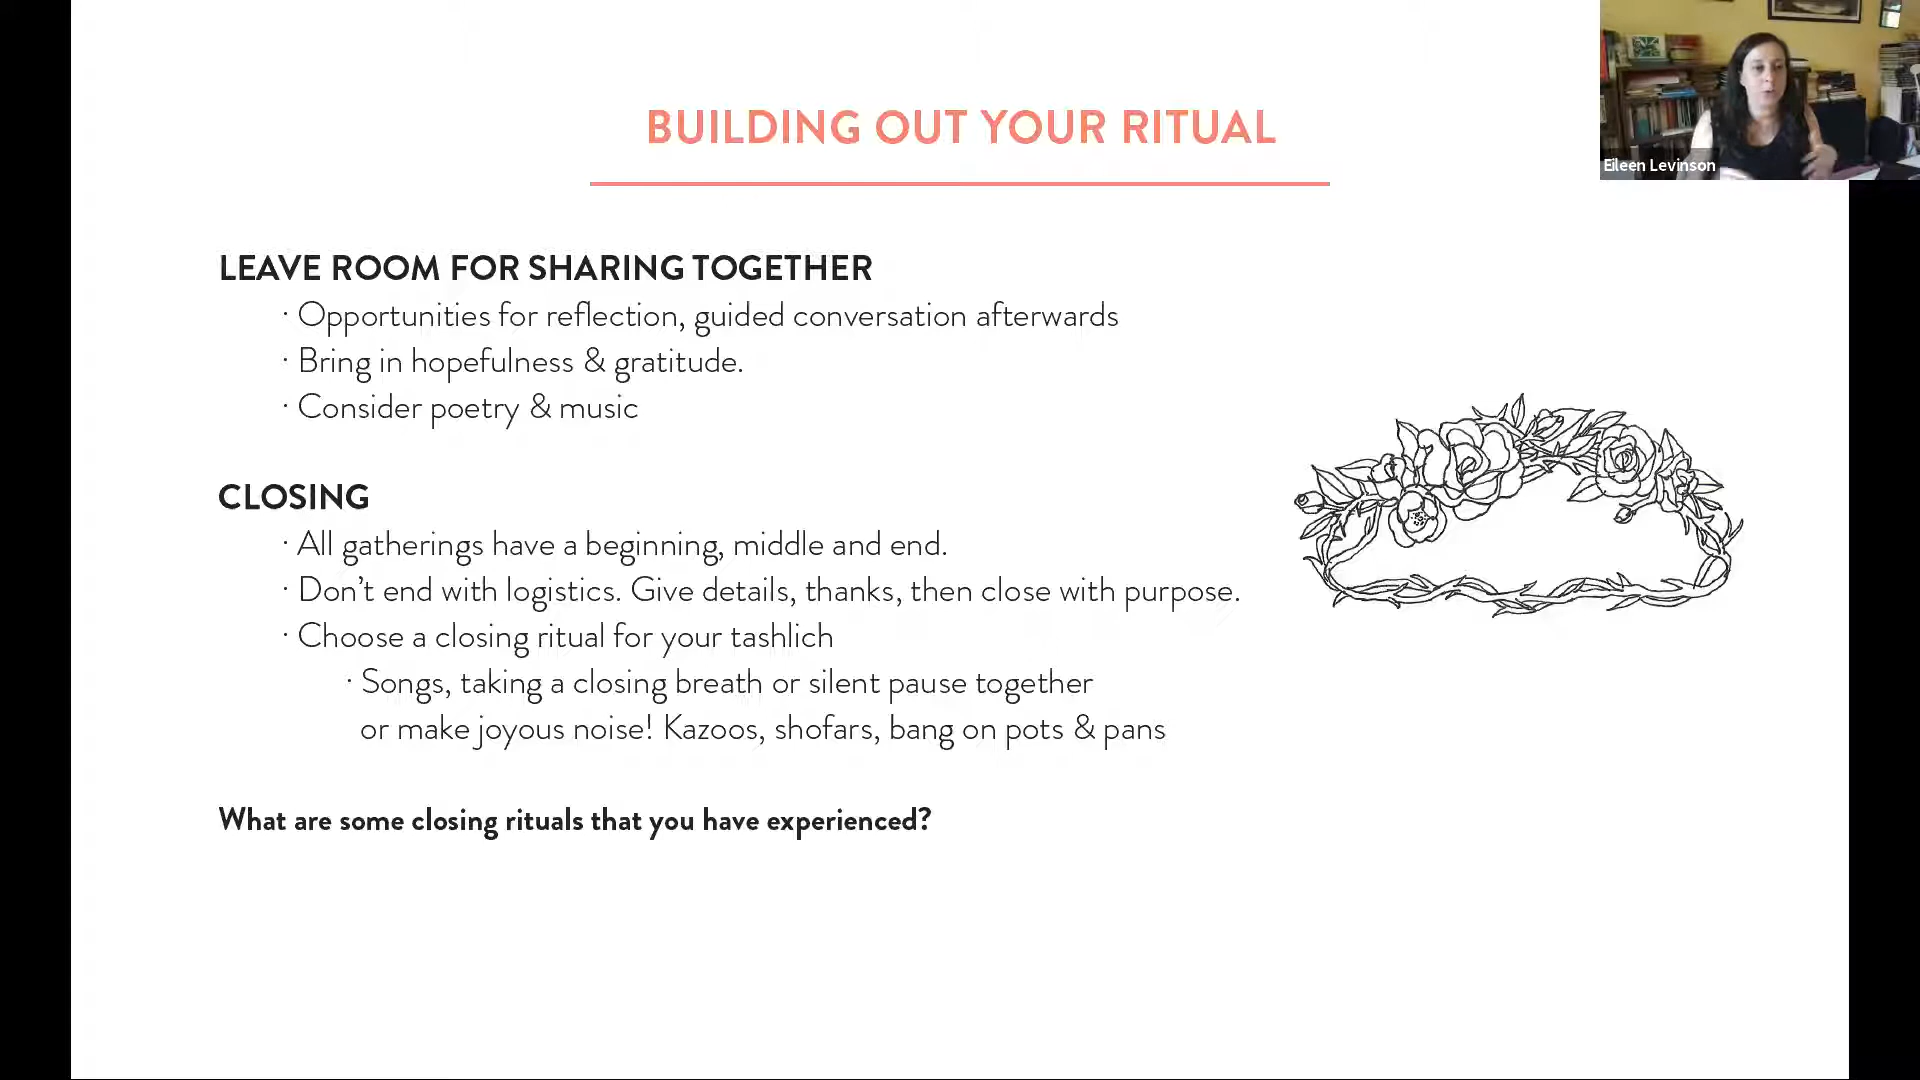 BUILDING OUT YOUR RITUAL
Eileen Levinson
LEAVE ROOM FOR SHARING TOGETHER
· Opportunities for reflection, guided conversation afterwards
· Bring in hopefulness & gratitude.
· Consider poetry & music
CLOSING
· All gatherings have a beginning, middle and end.
· Don’t end with logistics. Give details, thanks, then close with purpose.
· Choose a closing ritual for your tashlich
· Songs, taking a closing breath or silent pause together
or make joyous noise! Kazoos, shofars, bang on pots & pans
What are some closing rituals that you have experienced?